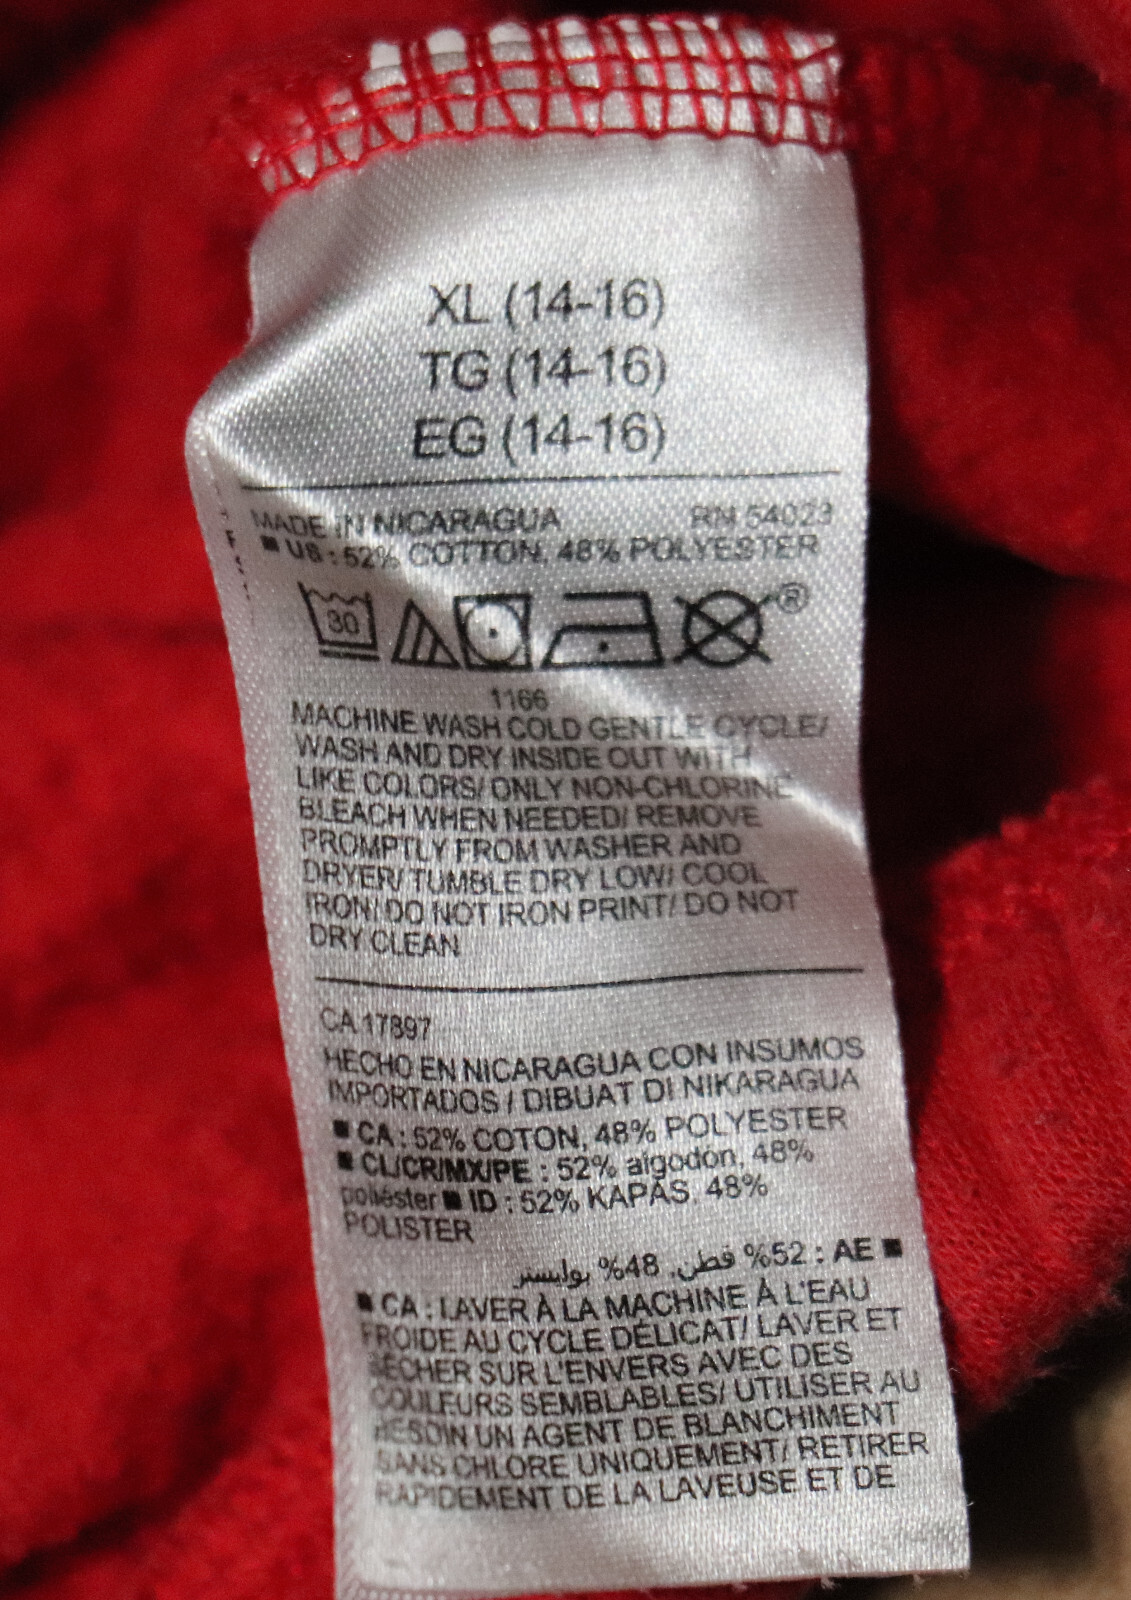 XL (14-16)
TG (14-16)
EG (14-16)
MADE IN NICARAGUA RN 54023
■ US : 52% COTTON, 48% POLYESTER
30 ®
1166
MACHINE WASH COLD GENTLE CYCLE/
WASH AND DRY INSIDE OUT WITH
LIKE COLORS/ ONLY NON-CHLORINE
BLEACH WHEN NEEDED/ REMOVE
PROMPTLY FROM WASHER AND
DRYER/ TUMBLE DRY LOW/ COOL
IRON/ DO NOT IRON PRINT/ DO NOT
DRY CLEAN
CA 17897
HECHO EN NICARAGUA CON INSUMOS
IMPORTADOS / DIBUAT DI NIKARAGUA
■ CA : 52% COTON, 48% POLYESTER
■ CL/CR/MX/PE : 52% algodón, 48%
poliéster ■ ID : 52% KAPAS, 48%
POLISTER
■ AE : 52% قطن, 48% بوليستر
■ CA : LAVER À LA MACHINE À L'EAU
FROIDE AU CYCLE DÉLICAT/ LAVER ET
SÉCHER SUR L'ENVERS AVEC DES
COULEURS SEMBLABLES/ UTILISER AU
BESOIN UN AGENT DE BLANCHIMENT
SANS CHLORE UNIQUEMENT/ RETIRER
RAPIDEMENT DE LA LAVEUSE ET DE